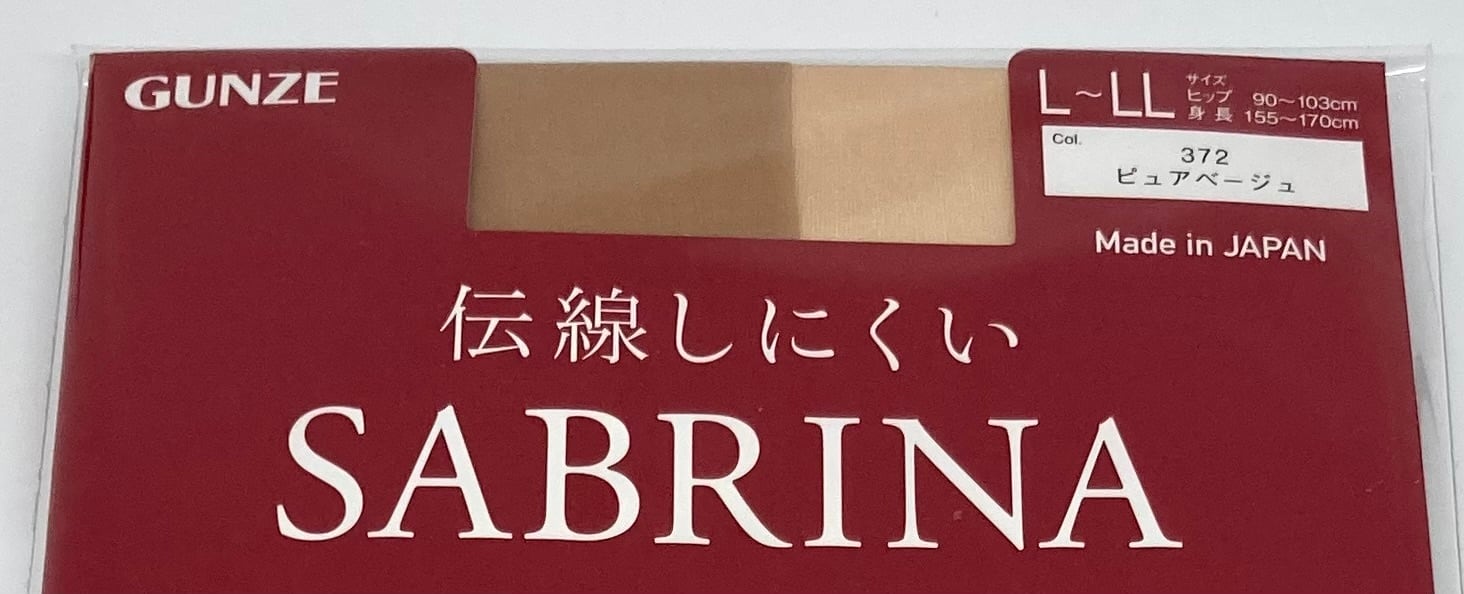 GUNZE
L~LL
サイズ
ヒップ 90~103cm
身長 155~170cm
Col.
372
ピュアベージュ
Made in JAPAN
伝線しにくい
SABRINA